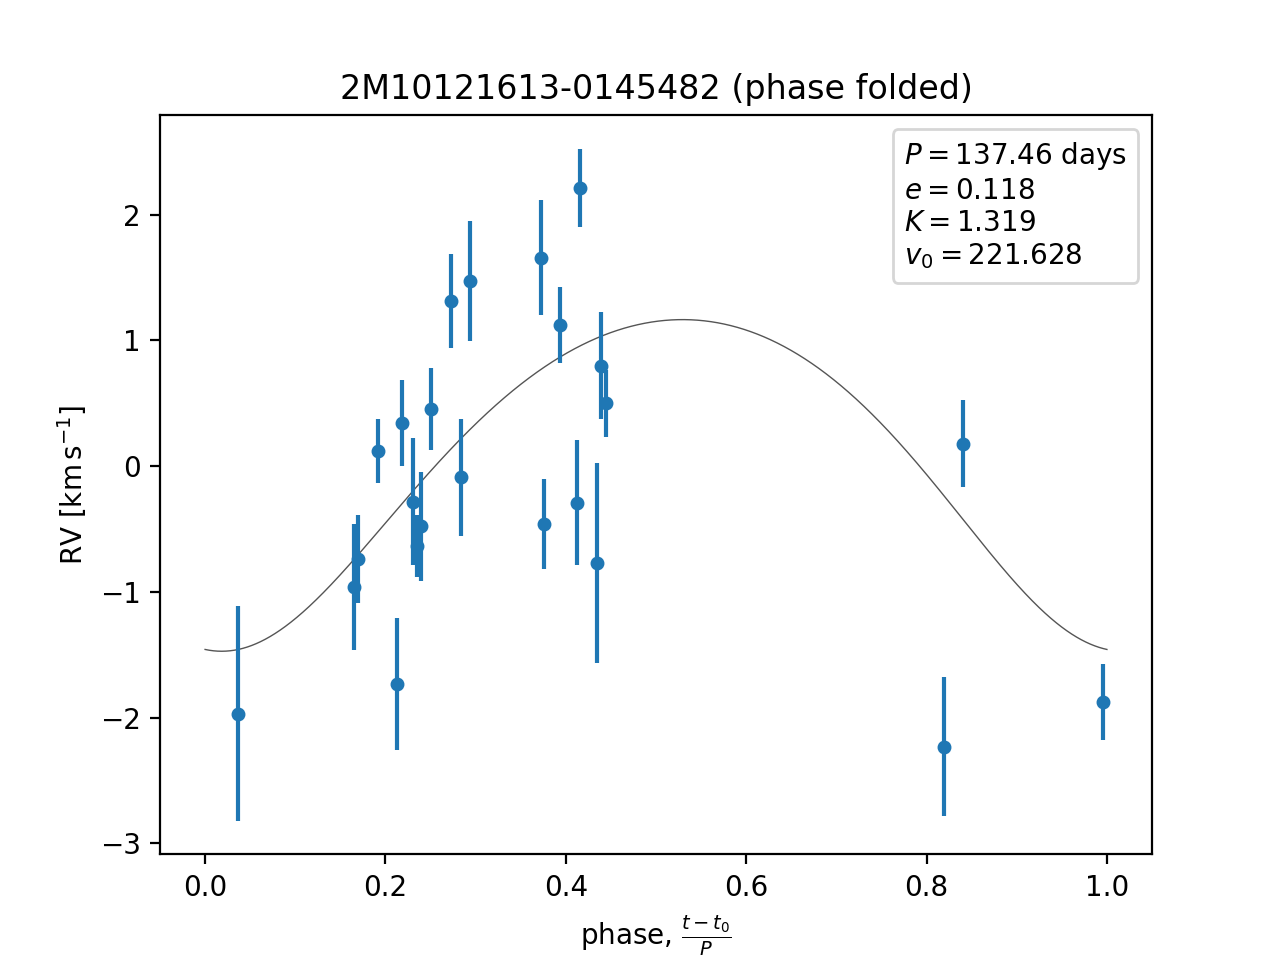 2M10121613-0145482 (phase folded)
P = 137.46 days
e = 0.118
K = 1.319
v₀ = 221.628
RV [km s⁻¹]
2
1
0
−1
−2
−3
0.0 0.2 0.4 0.6 0.8 1.0
phase, (t − t₀)/P